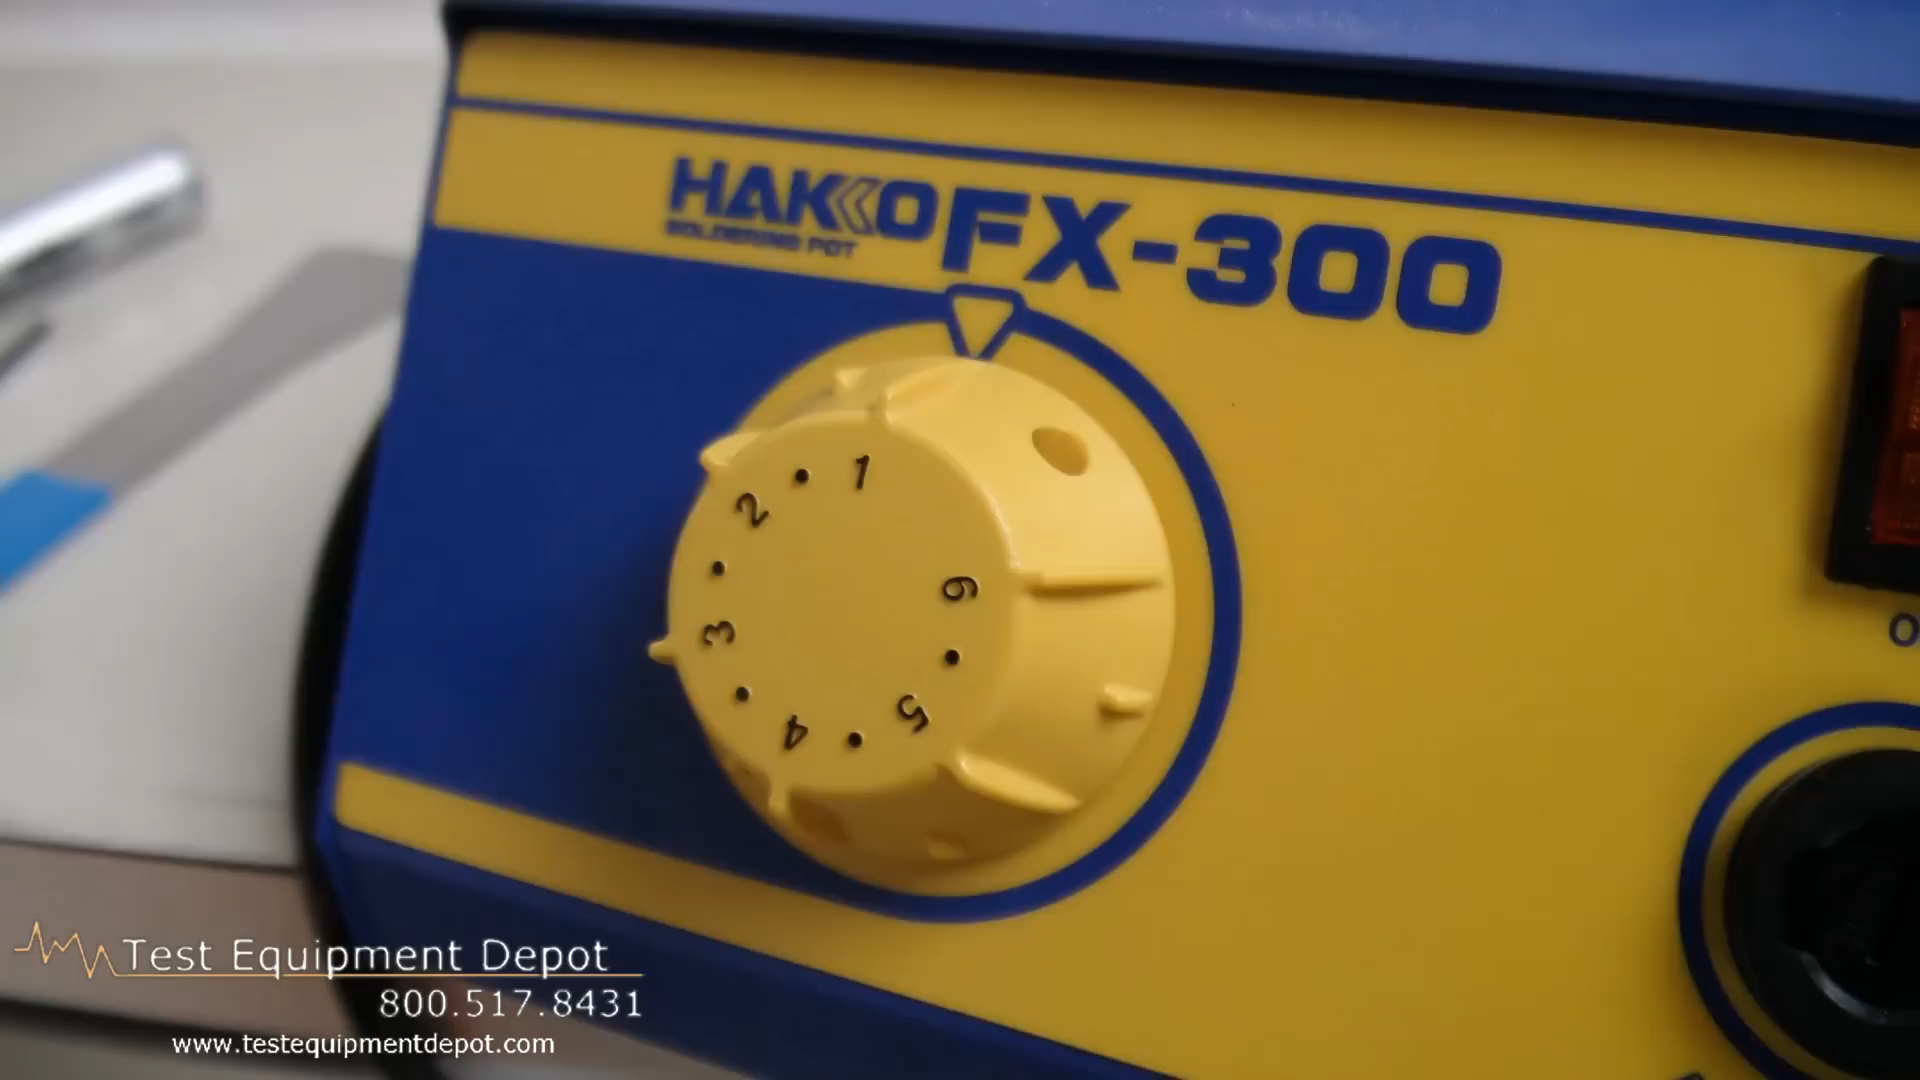 HAKKO FX-300
SOLDERING POT
1
2
3
4
5
6
Test Equipment Depot
800.517.8431
www.testequipmentdepot.com